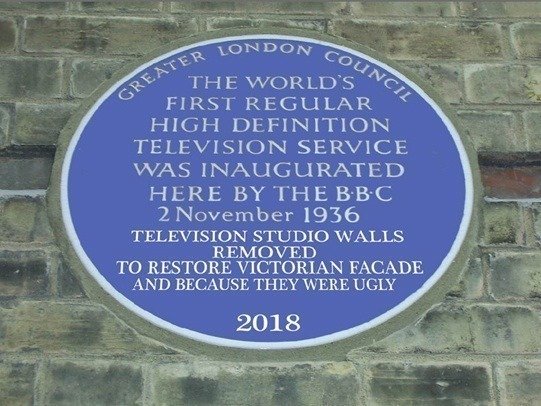 GREATER LONDON COUNCIL
THE WORLD'S
FIRST REGULAR
HIGH DEFINITION
TELEVISION SERVICE
WAS INAUGURATED
HERE BY THE B·B·C
2 November 1936
TELEVISION STUDIO WALLS
REMOVED
TO RESTORE VICTORIAN FACADE
AND BECAUSE THEY WERE UGLY
2018